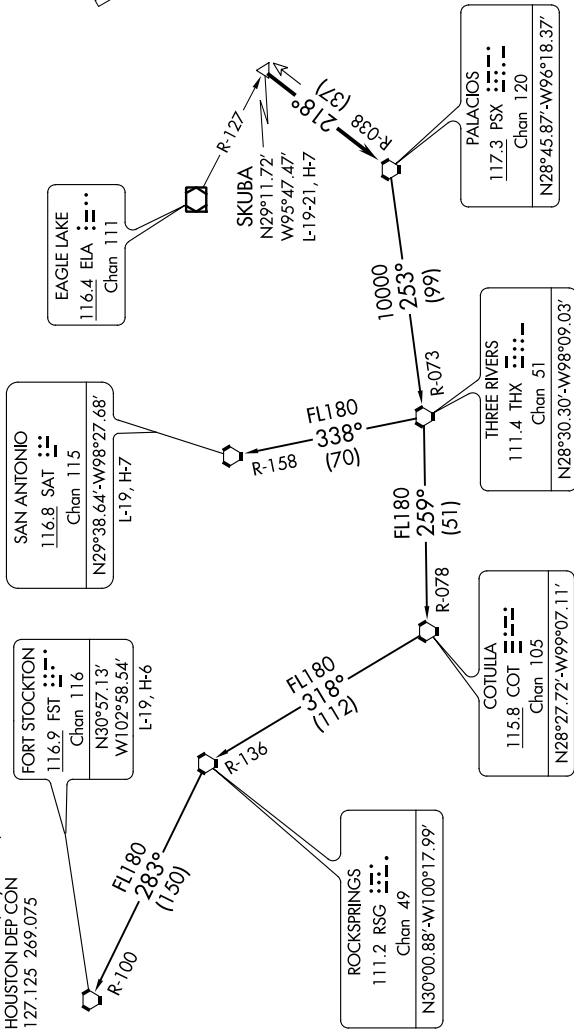 HOUSTON DEP CON
127.125 269.075
FORT STOCKTON
116.9 FST
Chan 116
N30°57.13′
W102°58.54′
L-19, H-6
SAN ANTONIO
116.8 SAT
Chan 115
N29°38.64′-W98°27.68′
L-19, H-7
EAGLE LAKE
116.4 ELA
Chan 111
R-127
SKUBA
N29°11.72′
W95°47.47′
L-19-21, H-7
218°
(37)
R-038
PALACIOS
117.3 PSX
Chan 120
N28°45.87′-W96°18.37′
10000
253°
(99)
R-073
THREE RIVERS
111.4 THX
Chan 51
N28°30.30′-W98°09.03′
FL180
338°
(70)
R-158
FL180
259°
(51)
R-078
COTULLA
115.8 COT
Chan 105
N28°27.72′-W99°07.11′
FL180
318°
(112)
R-136
ROCKSPRINGS
111.2 RSG
Chan 49
N30°00.88′-W100°17.99′
FL180
283°
(150)
R-100